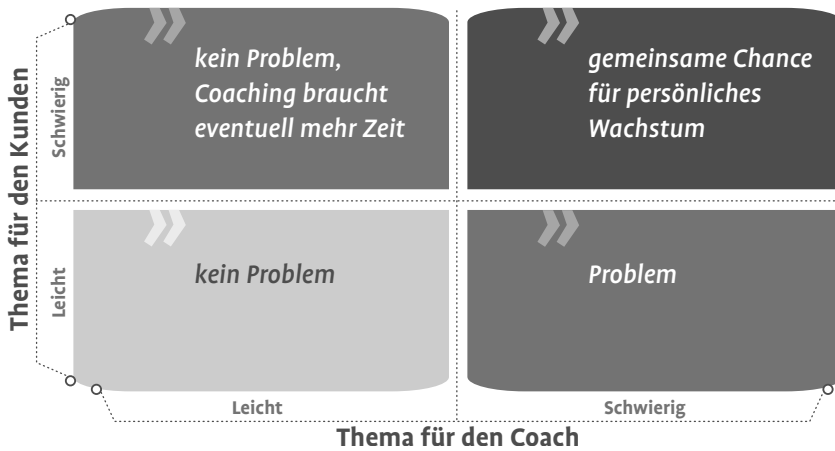 Thema für den Kunden
Schwierig
kein Problem,
Coaching braucht
eventuell mehr Zeit
gemeinsame Chance
für persönliches
Wachstum
Leicht
kein Problem
Problem
Leicht
Schwierig
Thema für den Coach